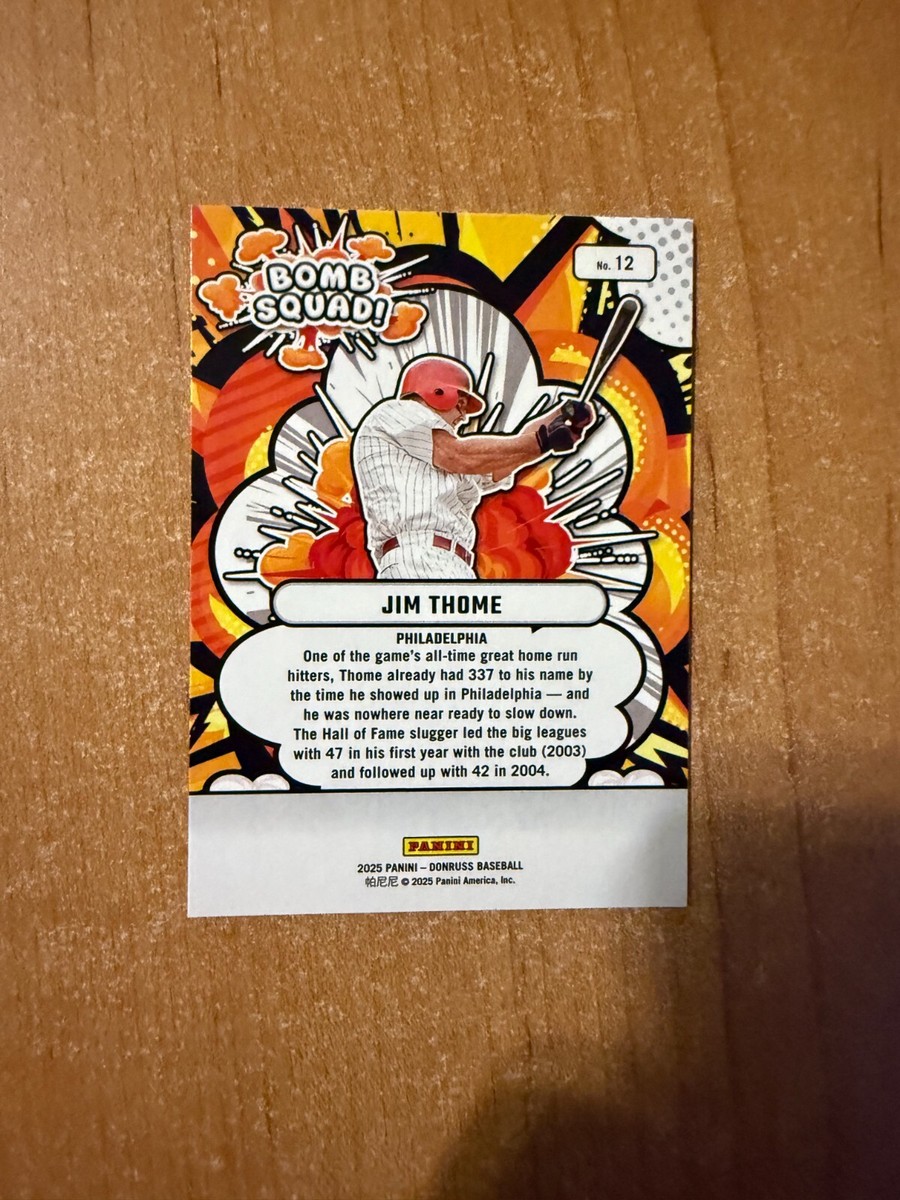 BOMB
SQUAD!
No. 12
JIM THOME
PHILADELPHIA
One of the game's all-time great home run
hitters, Thome already had 337 to his name by
the time he showed up in Philadelphia — and
he was nowhere near ready to slow down.
The Hall of Fame slugger led the big leagues
with 47 in his first year with the club (2003)
and followed up with 42 in 2004.
PANINI
2025 PANINI – DONRUSS BASEBALL
帕尼尼 © 2025 Panini America, Inc.